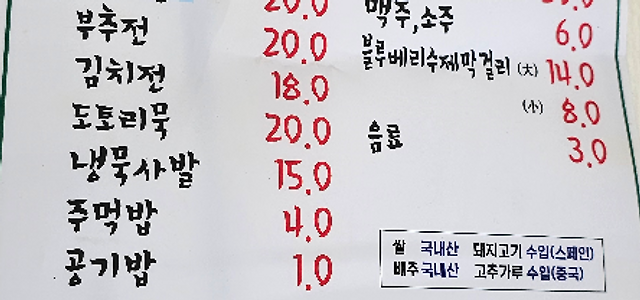 20.0
부추전 20.0
김치전 18.0
도토리묵 20.0
냉묵사발 15.0
주먹밥 4.0
공기밥 1.0
맥주,소주 6.0
블루베리수제막걸리 (大) 14.0
(小) 8.0
음료 3.0
쌀 국내산 돼지고기 수입(스페인)
배추 국내산 고추가루 수입(중국)